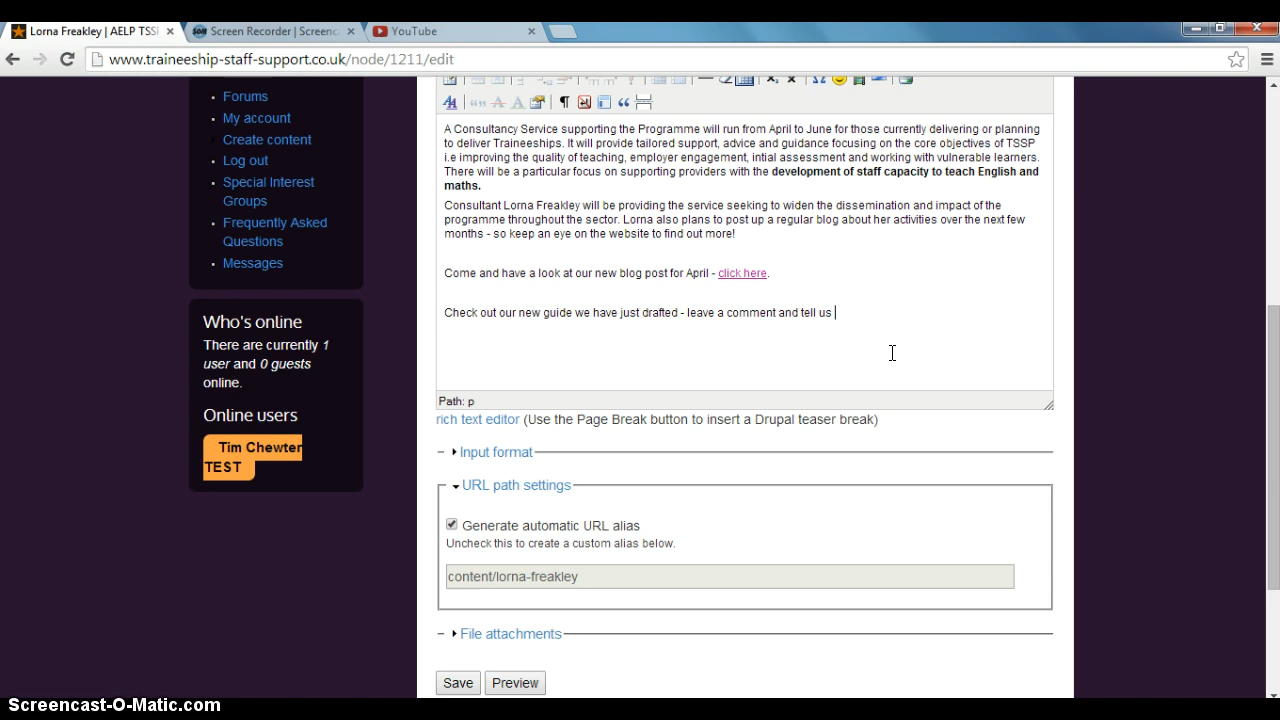 Lorna Freakley | AELP TSS
Screen Recorder | Screenc
YouTube
www.traineeship-staff-support.co.uk/node/1211/edit
Forums
My account
Create content
Log out
Special Interest
Groups
Frequently Asked
Questions
Messages
Who's online
There are currently 1
user and 0 guests
online.
Online users
Tim Chewter
TEST
A Consultancy Service supporting the Programme will run from April to June for those currently delivering or planning
to deliver Traineeships. It will provide tailored support, advice and guidance focusing on the core objectives of TSSP
i.e improving the quality of teaching, employer engagement, intial assessment and working with vulnerable learners.
There will be a particular focus on supporting providers with the development of staff capacity to teach English and
maths.
Consultant Lorna Freakley will be providing the service seeking to widen the dissemination and impact of the
programme throughout the sector. Lorna also plans to post up a regular blog about her activities over the next few
months - so keep an eye on the website to find out more!
Come and have a look at our new blog post for April - click here.
Check out our new guide we have just drafted - leave a comment and tell us
Path: p
rich text editor (Use the Page Break button to insert a Drupal teaser break)
Input format
URL path settings
Generate automatic URL alias
Uncheck this to create a custom alias below.
content/lorna-freakley
File attachments
Save Preview
Screencast-O-Matic.com